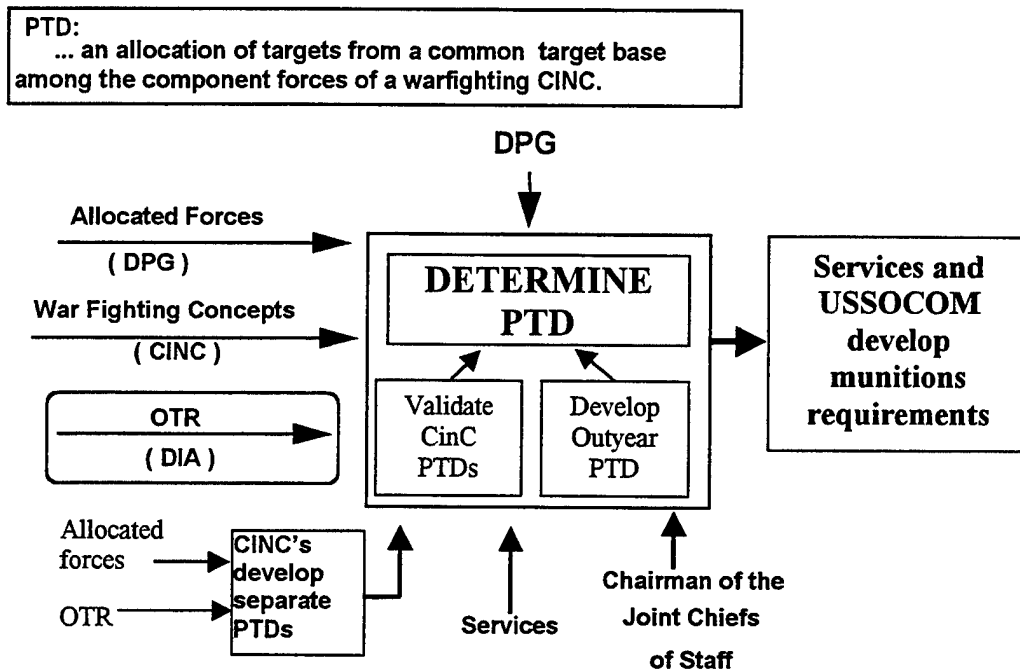 PTD:
... an allocation of targets from a common target base
among the component forces of a warfighting CINC.
DPG
Allocated Forces
( DPG )
War Fighting Concepts
( CINC )
OTR
( DIA )
DETERMINE
PTD
Validate
CinC
PTDs
Develop
Outyear
PTD
Services and
USSOCOM
develop
munitions
requirements
Allocated
forces
OTR
CINC's
develop
separate
PTDs
Services
Chairman of the
Joint Chiefs
of Staff